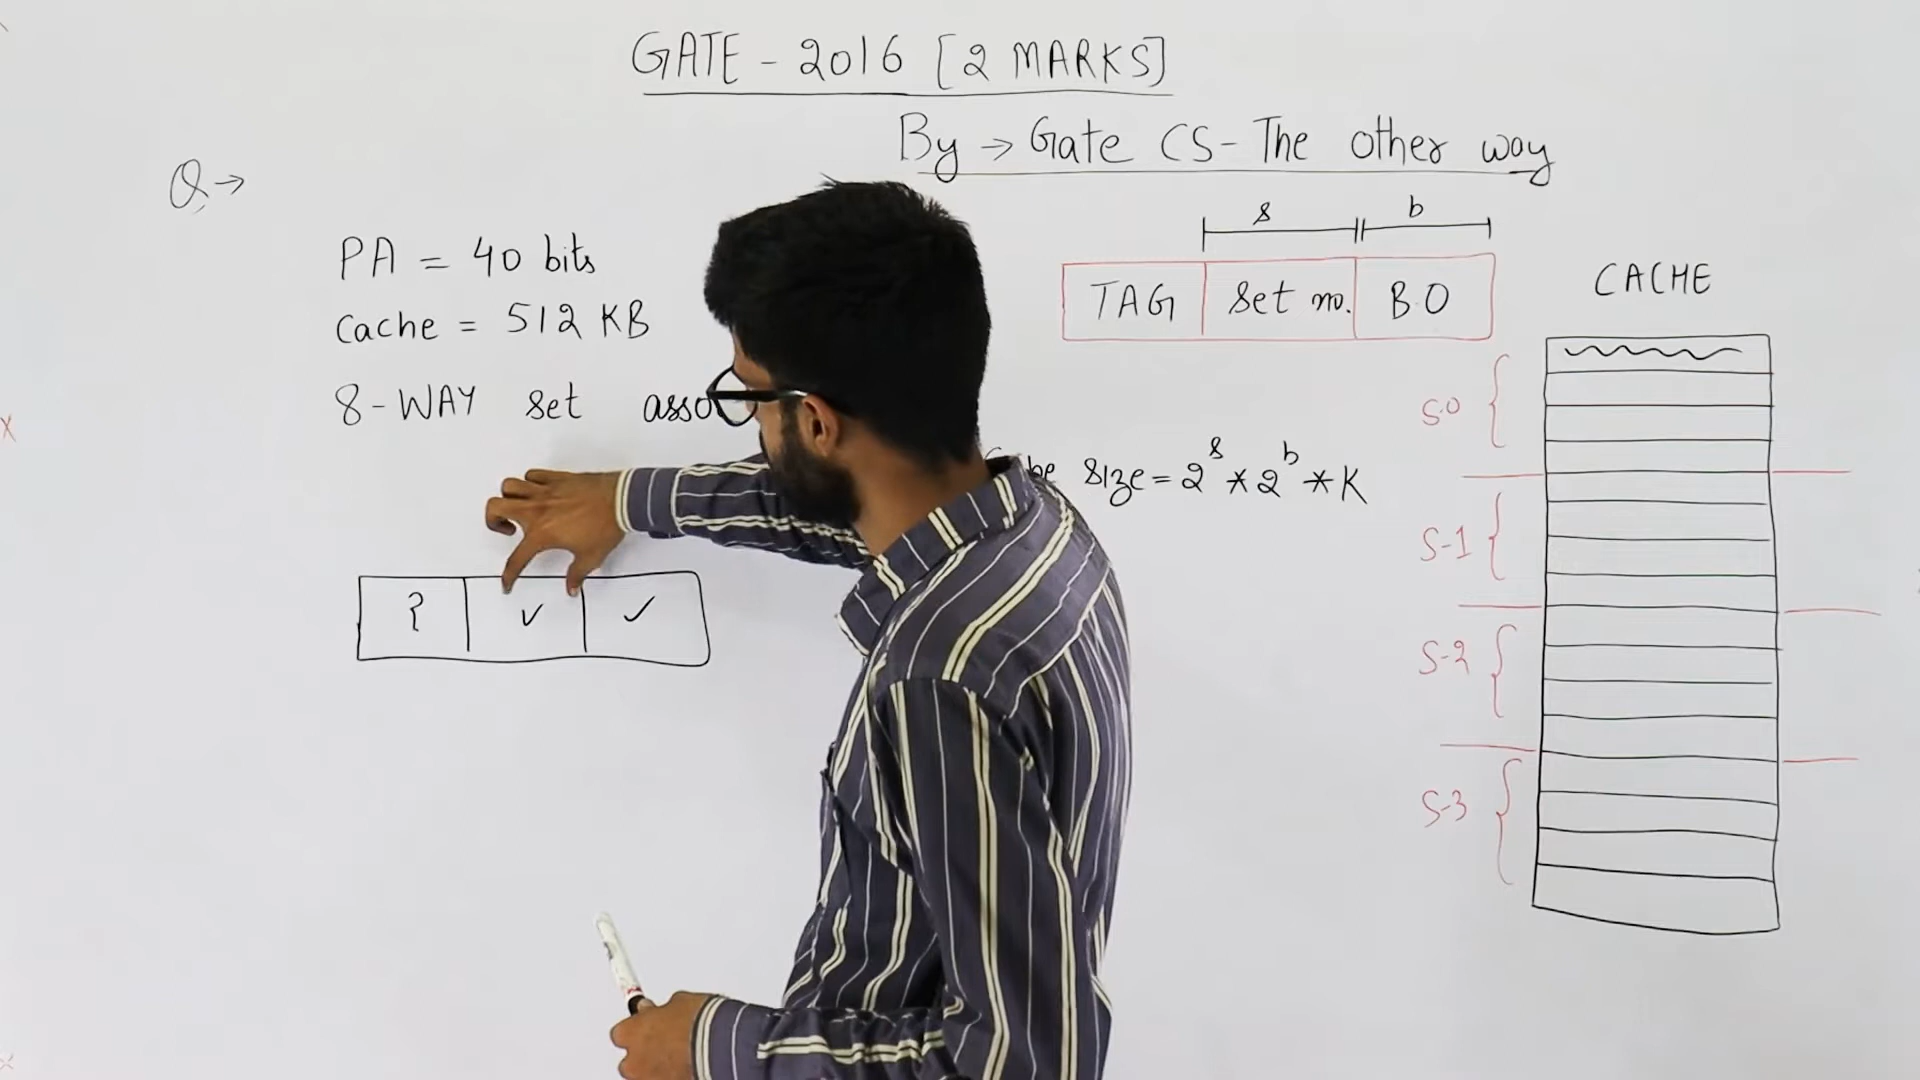 GATE - 2016 [2 MARKS]
By → Gate CS - The other way
Q →
PA = 40 bits
Cache = 512 KB
8-WAY set asso
? ✓ ✓
s b
TAG Set no. B.O
size = 2^s * 2^b * K
CACHE
S-0
S-1
S-2
S-3